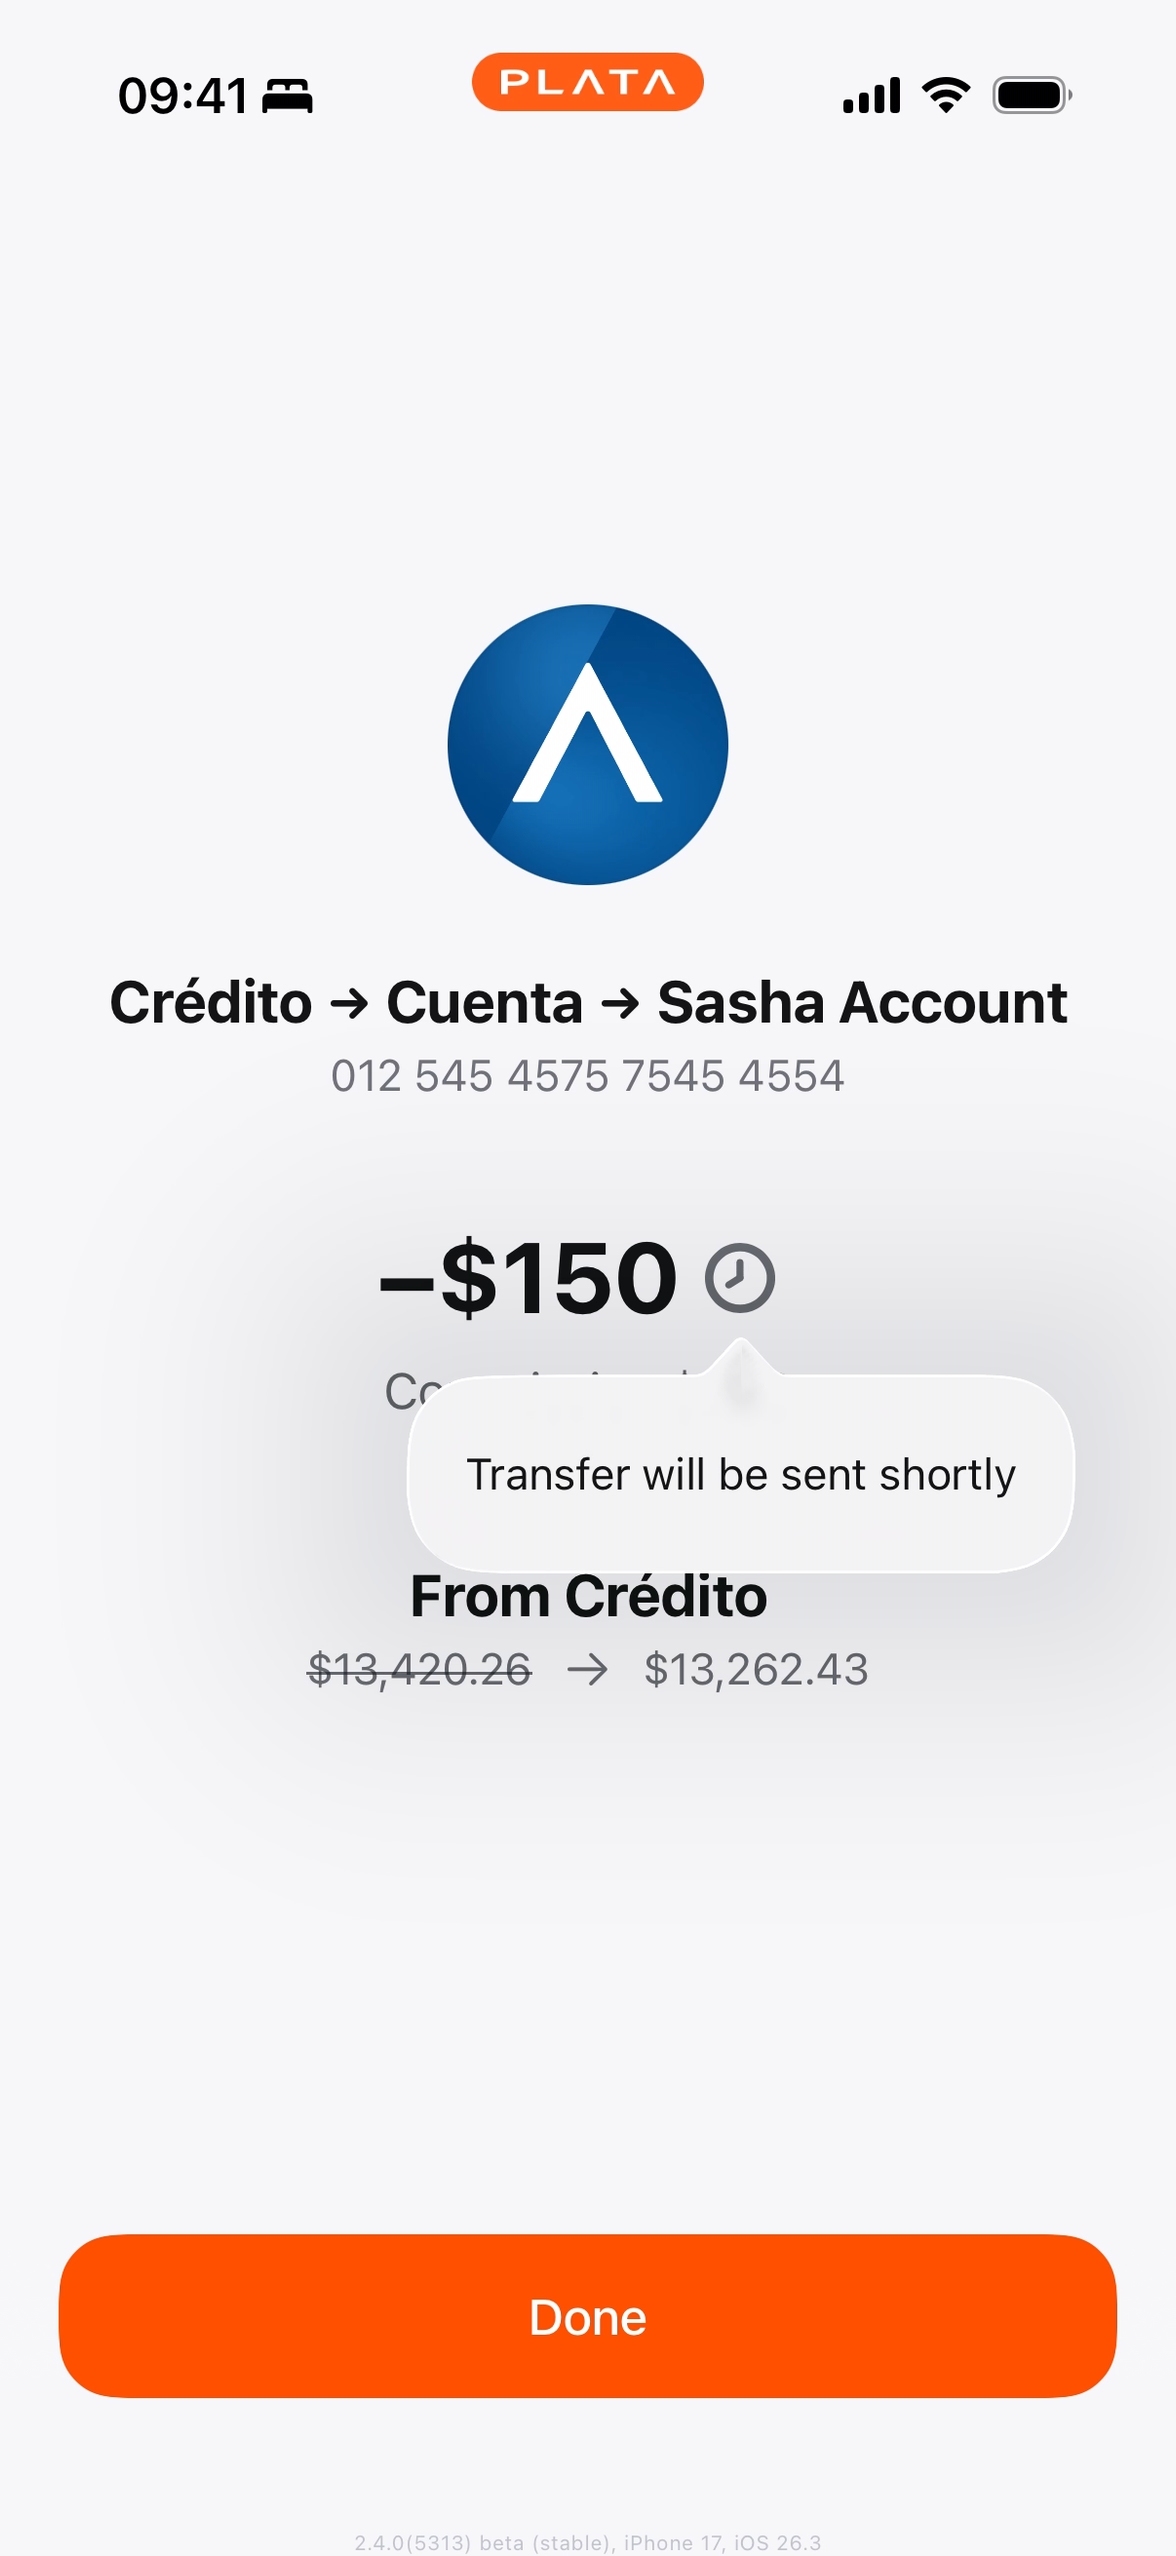 09:41
PLATA
Crédito → Cuenta → Sasha Account
012 545 4575 7545 4554
–$150
Transfer will be sent shortly
From Crédito
$13,420.26 → $13,262.43
Done
2.4.0(5313) beta (stable), iPhone 17, iOS 26.3